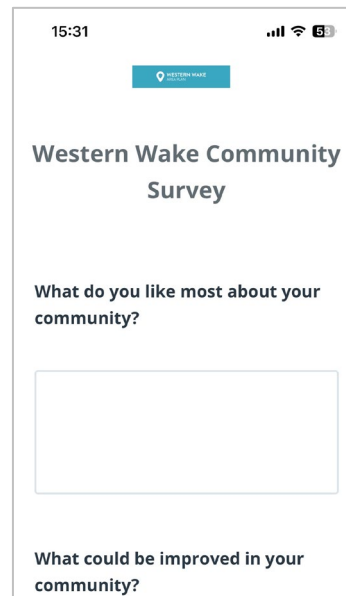 15:31
53
WESTERN WAKE
Western Wake Community
Survey
What do you like most about your
community?
What could be improved in your
community?